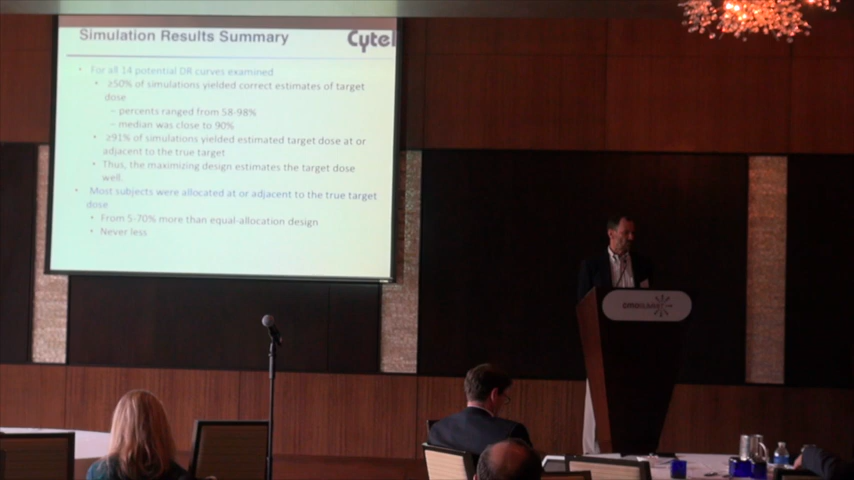 Simulation Results Summary
Cytel
• For all 14 potential DR curves examined
• ≥50% of simulations yielded correct estimates of target
dose
– percents ranged from 58-98%
– median was close to 90%
• ≥91% of simulations yielded estimated target dose at or
adjacent to the true target
• Thus, the maximizing design estimates the target dose
well.
• Most subjects were allocated at or adjacent to the true target
dose
• From 5-70% more than equal-allocation design
• Never less